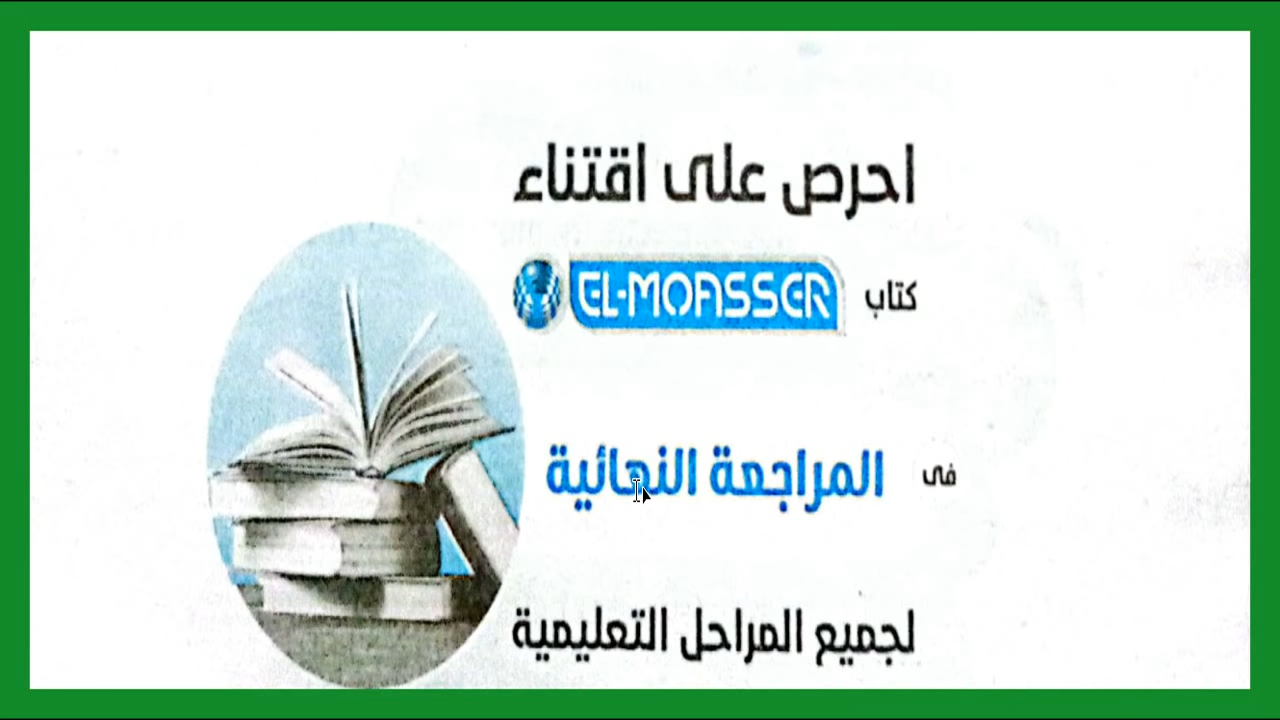 احرص على اقتناء
كتاب EL-MOASSER
فى المراجعة النهائية
لجميع المراحل التعليمية